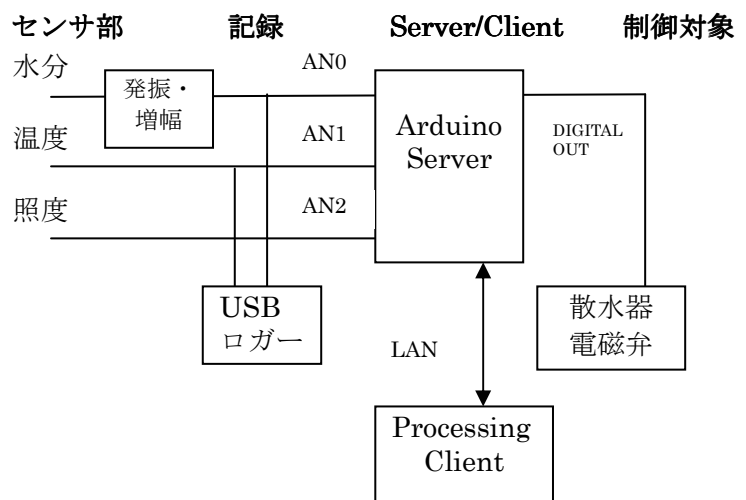 センサ部
記録
Server/Client
制御対象
水分
発振・
増幅
AN0
温度
AN1
照度
AN2
Arduino
Server
DIGITAL
OUT
USB
ロガー
LAN
散水器
電磁弁
Processing
Client